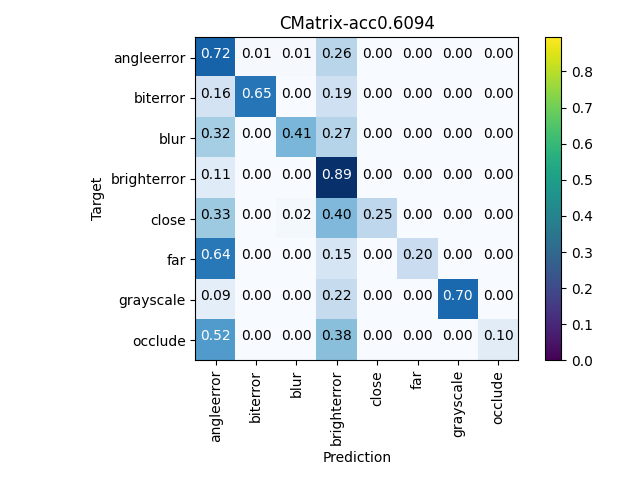 CMatrix-acc0.6094
angleerror 0.72 0.01 0.01 0.26 0.00 0.00 0.00 0.00
biterror 0.16 0.65 0.00 0.19 0.00 0.00 0.00 0.00
blur 0.32 0.00 0.41 0.27 0.00 0.00 0.00 0.00
brighterror 0.11 0.00 0.00 0.89 0.00 0.00 0.00 0.00
close 0.33 0.00 0.02 0.40 0.25 0.00 0.00 0.00
far 0.64 0.00 0.00 0.15 0.00 0.20 0.00 0.00
grayscale 0.09 0.00 0.00 0.22 0.00 0.00 0.70 0.00
occlude 0.52 0.00 0.00 0.38 0.00 0.00 0.00 0.10
Target
angleerror biterror blur brighterror close far grayscale occlude
Prediction
0.8
0.7
0.6
0.5
0.4
0.3
0.2
0.1
0.0